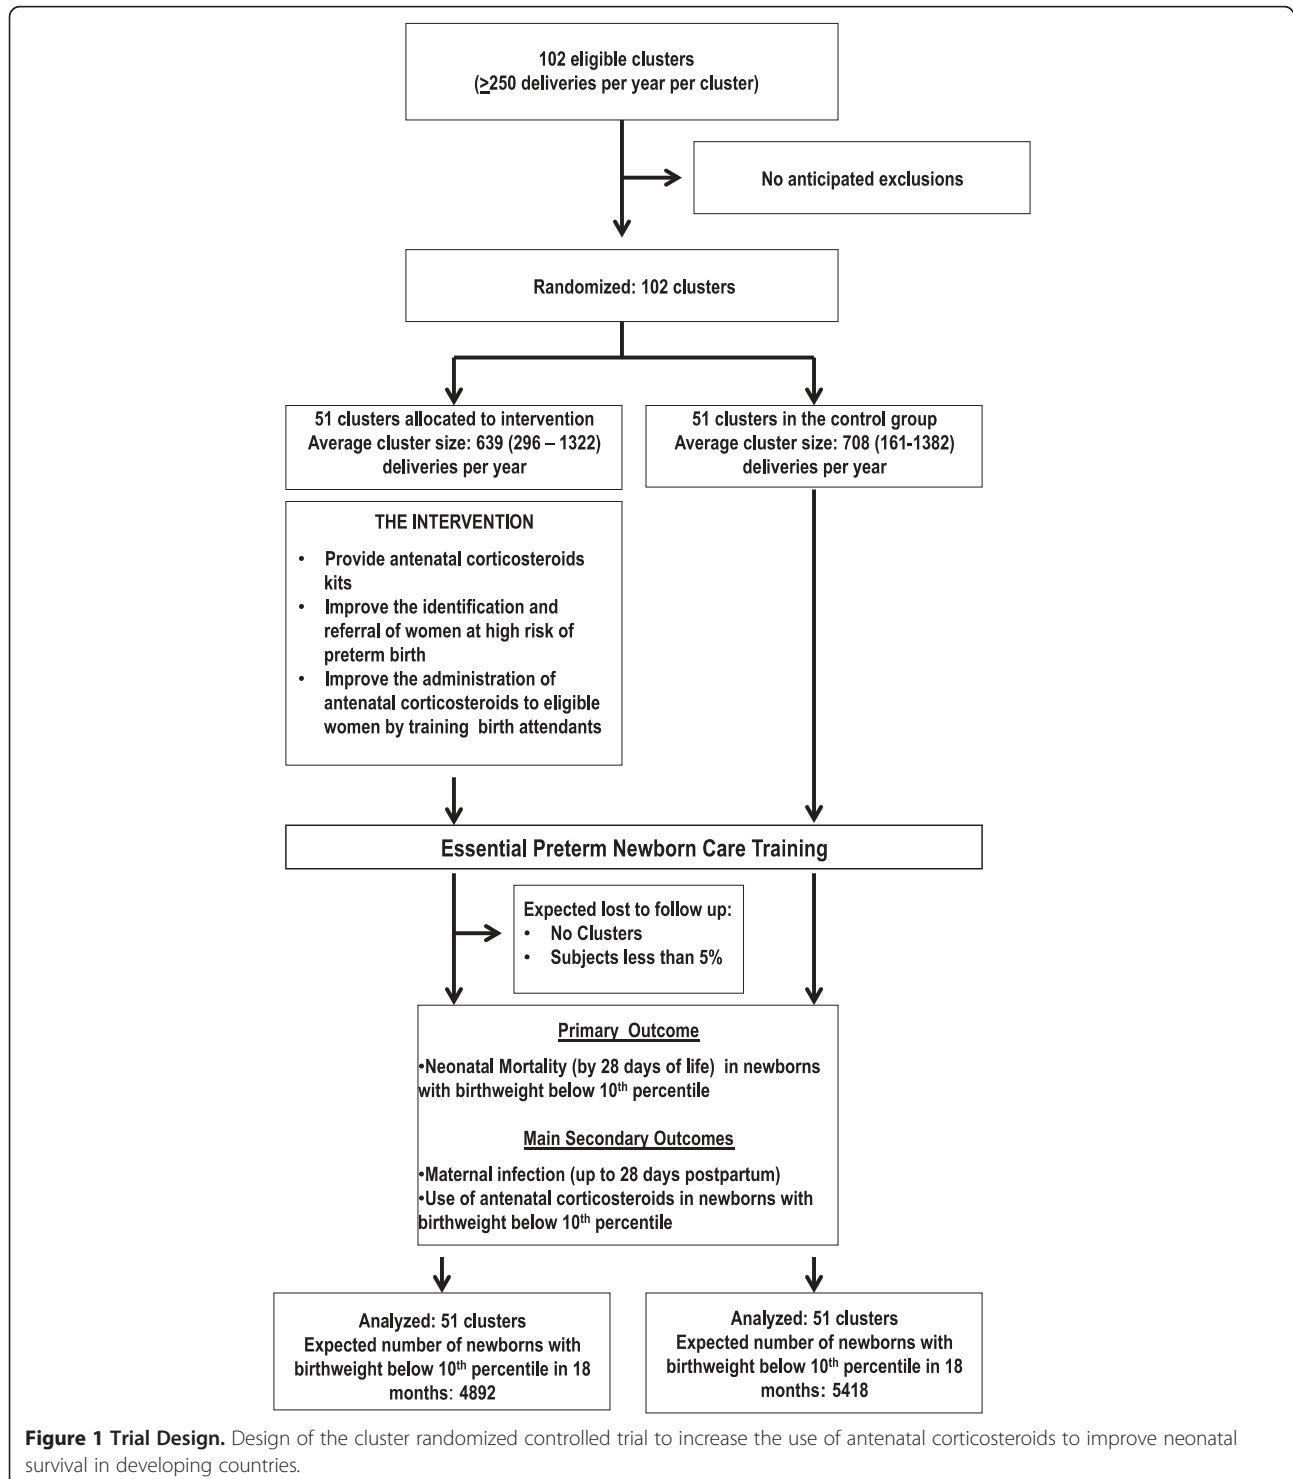 102 eligible clusters
(≥250 deliveries per year per cluster)
No anticipated exclusions
Randomized: 102 clusters
51 clusters allocated to intervention
Average cluster size: 639 (296 – 1322)
deliveries per year
51 clusters in the control group
Average cluster size: 708 (161-1382)
deliveries per year
THE INTERVENTION
• Provide antenatal corticosteroids
kits
• Improve the identification and
referral of women at high risk of
preterm birth
• Improve the administration of
antenatal corticosteroids to eligible
women by training birth attendants
Essential Preterm Newborn Care Training
Expected lost to follow up:
• No Clusters
• Subjects less than 5%
Primary Outcome
•Neonatal Mortality (by 28 days of life) in newborns
with birthweight below 10th percentile
Main Secondary Outcomes
•Maternal infection (up to 28 days postpartum)
•Use of antenatal corticosteroids in newborns with
birthweight below 10th percentile
Analyzed: 51 clusters
Expected number of newborns with
birthweight below 10th percentile in 18
months: 4892
Analyzed: 51 clusters
Expected number of newborns with
birthweight below 10th percentile in 18
months: 5418
Figure 1 Trial Design. Design of the cluster randomized controlled trial to increase the use of antenatal corticosteroids to improve neonatal
survival in developing countries.